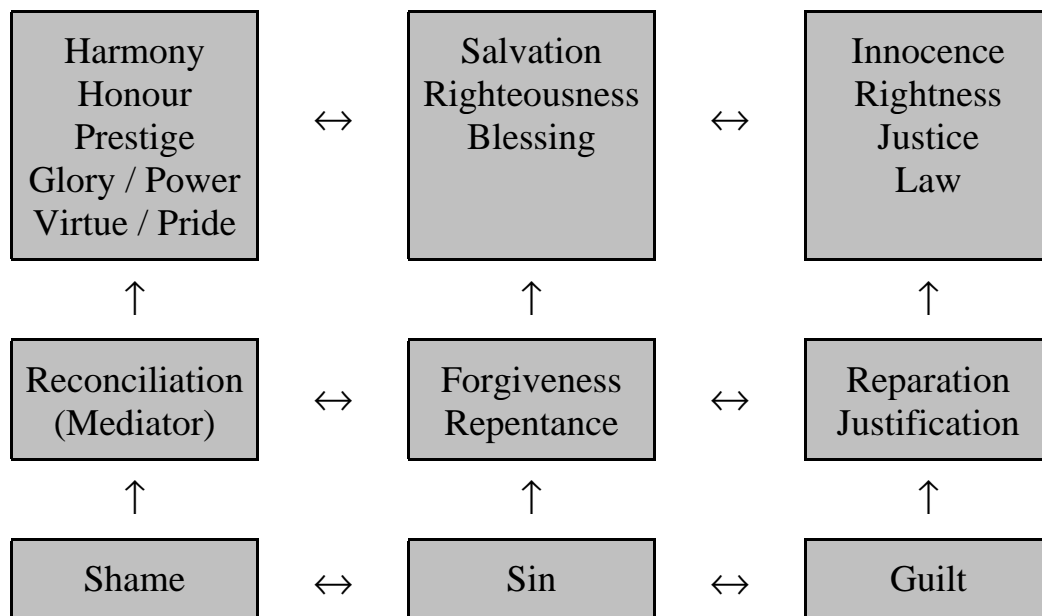 Harmony
Honour
Prestige
Glory / Power
Virtue / Pride
↔
Salvation
Righteousness
Blessing
↔
Innocence
Rightness
Justice
Law
↑
↑
↑
Reconciliation
(Mediator)
↔
Forgiveness
Repentance
↔
Reparation
Justification
↑
↑
↑
Shame
↔
Sin
↔
Guilt